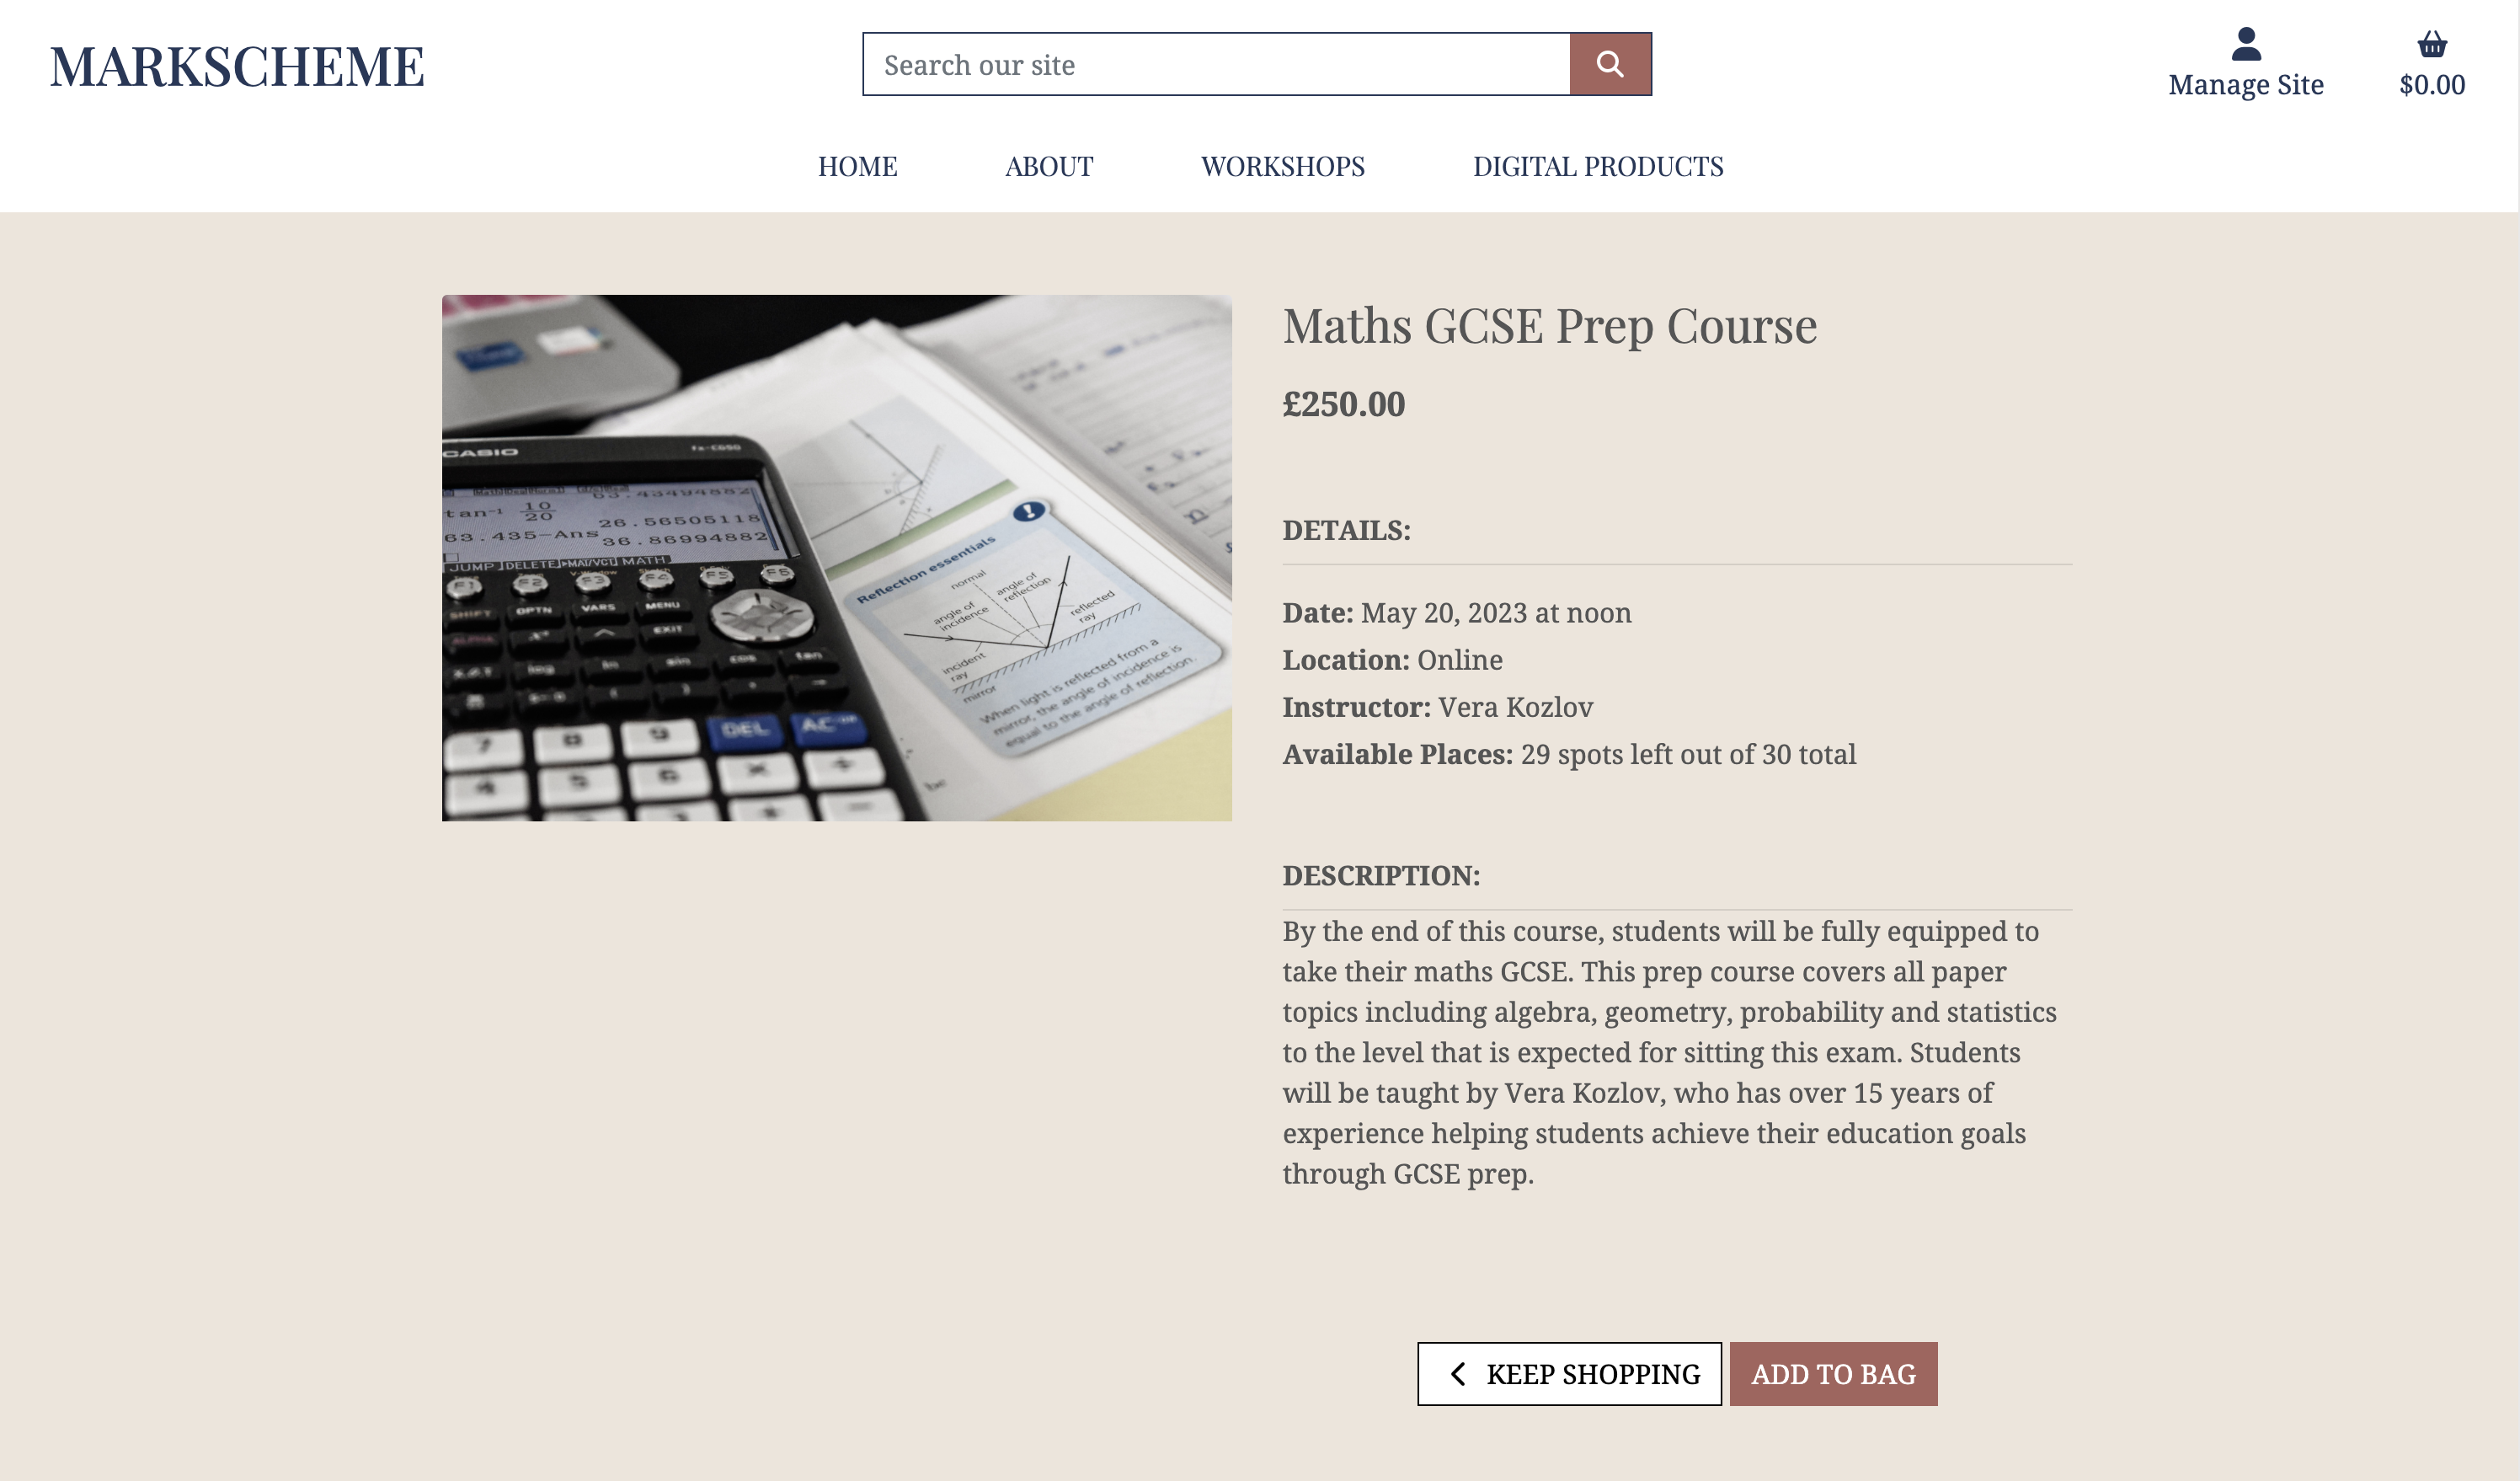 MARKSCHEME
Search our site
Manage Site
$0.00
HOME
ABOUT
WORKSHOPS
DIGITAL PRODUCTS
CASIO
fx-CG50
63.43494882
tan⁻¹ 10/20
26.56505118
63.435-Ans
36.86994882
JUMP DELETE ▶MAT/VCT MATH
F1 F2 F3 F4 F5 F6
SHIFT OPTN VARS MENU
ALPHA EXIT
log ln sin cos tan
7 8 9 DEL AC
4 5 6 × ÷
Reflection essentials
normal
angle of
incidence
angle of
reflection
incident
ray
reflected
ray
mirror
When light is reflected from a
mirror, the angle of incidence is
equal to the angle of reflection.
be
Maths GCSE Prep Course
£250.00
DETAILS:
Date: May 20, 2023 at noon
Location: Online
Instructor: Vera Kozlov
Available Places: 29 spots left out of 30 total
DESCRIPTION:
By the end of this course, students will be fully equipped to
take their maths GCSE. This prep course covers all paper
topics including algebra, geometry, probability and statistics
to the level that is expected for sitting this exam. Students
will be taught by Vera Kozlov, who has over 15 years of
experience helping students achieve their education goals
through GCSE prep.
KEEP SHOPPING
ADD TO BAG